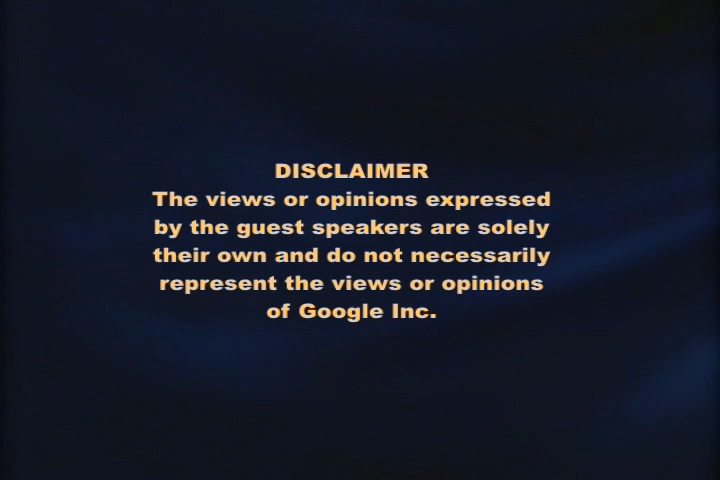 DISCLAIMER
The views or opinions expressed
by the guest speakers are solely
their own and do not necessarily
represent the views or opinions
of Google Inc.